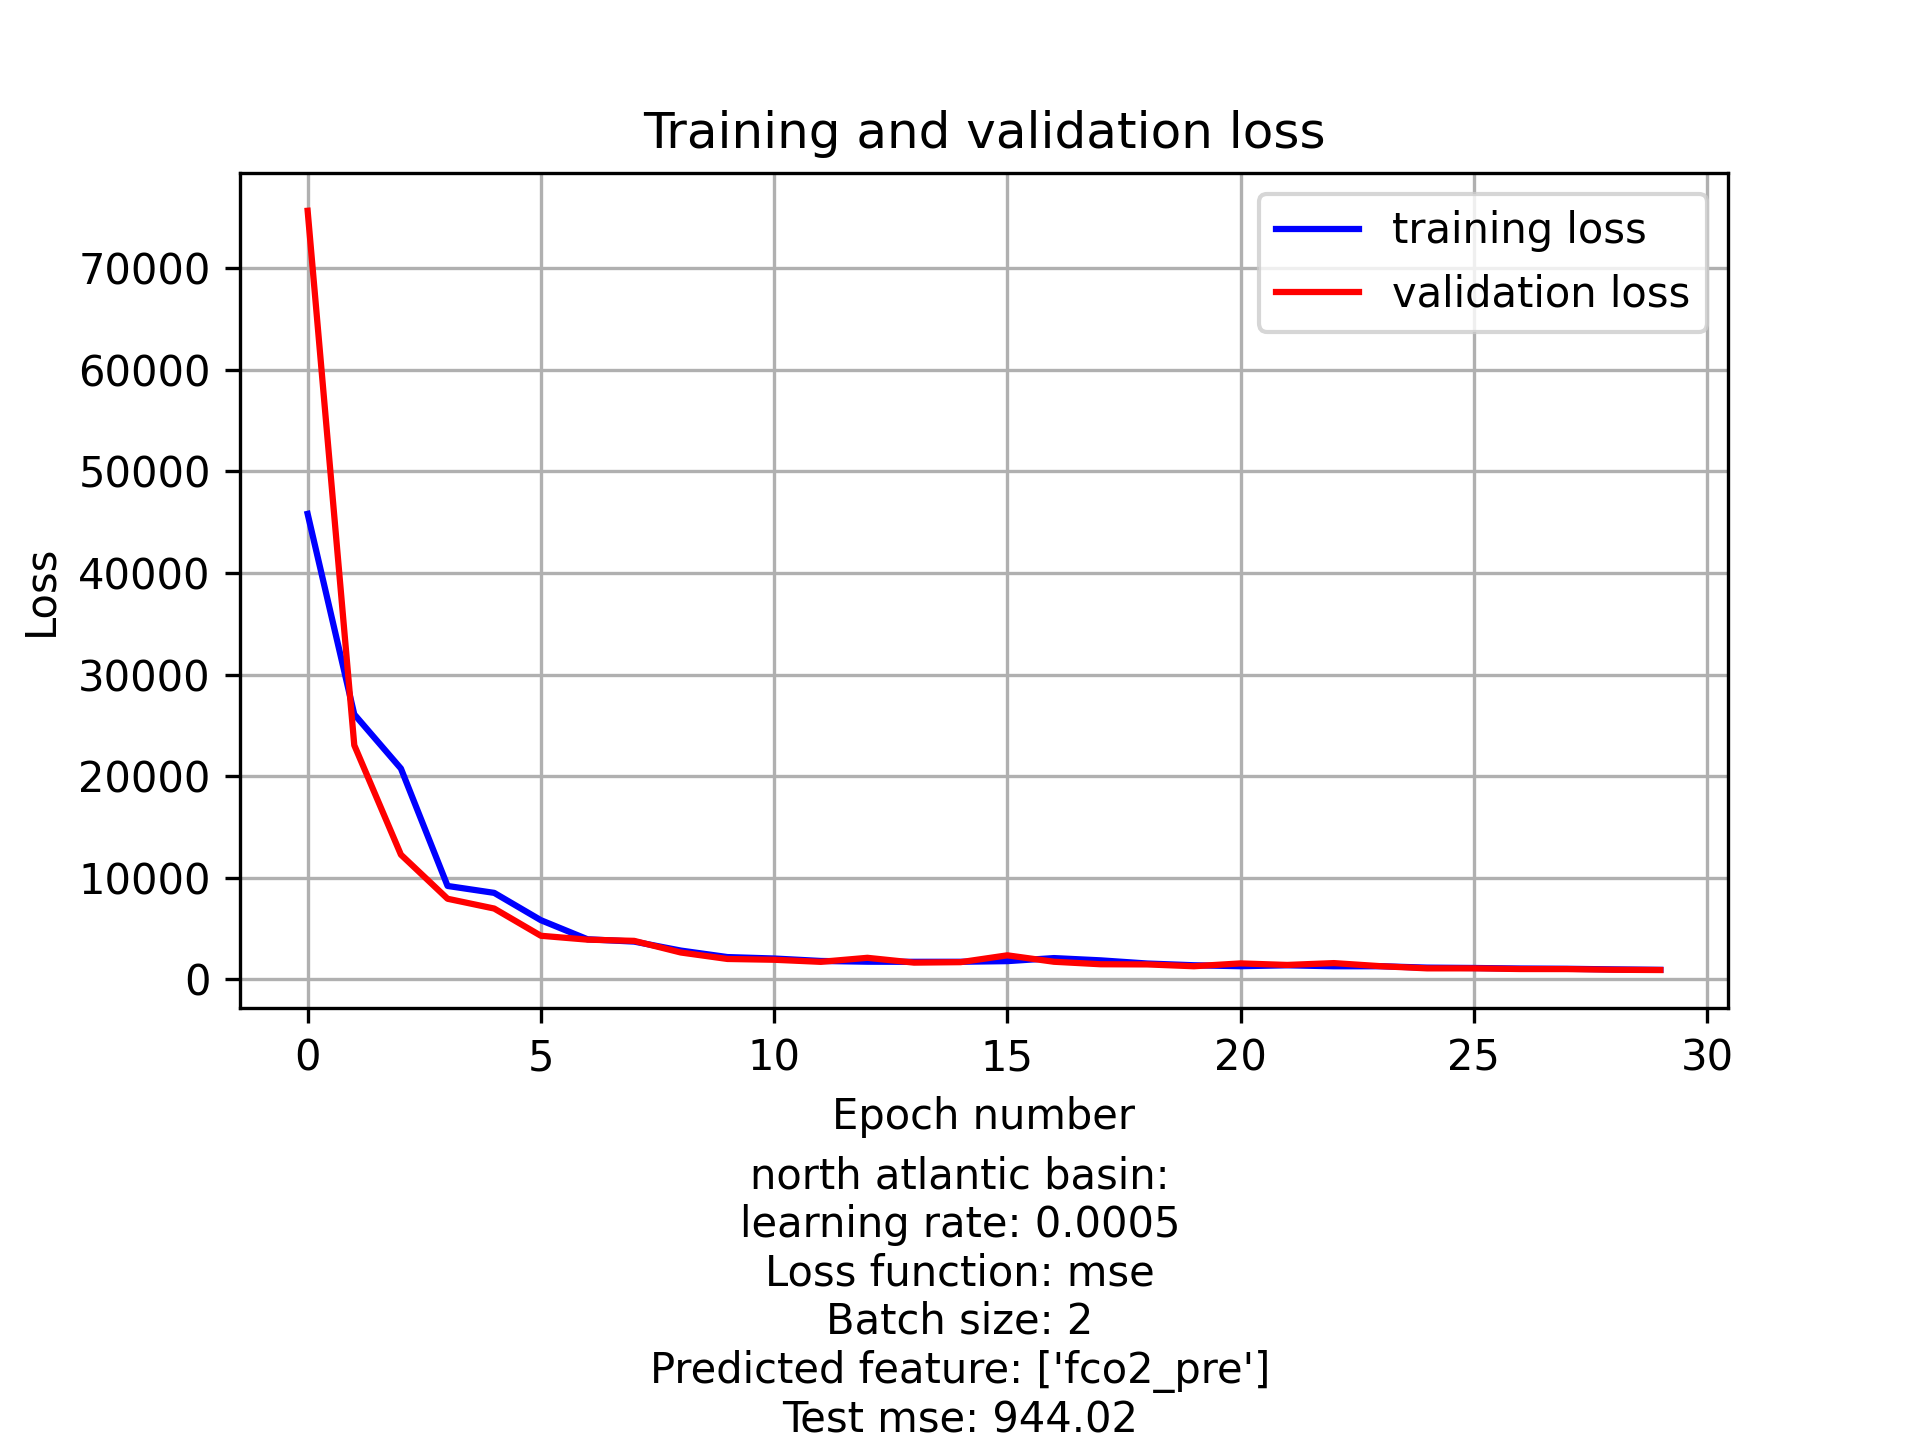 Training and validation loss
training loss
validation loss
70000
60000
50000
40000
30000
20000
10000
0
Loss
0 5 10 15 20 25 30
Epoch number
north atlantic basin:
learning rate: 0.0005
Loss function: mse
Batch size: 2
Predicted feature: ['fco2_pre']
Test mse: 944.02